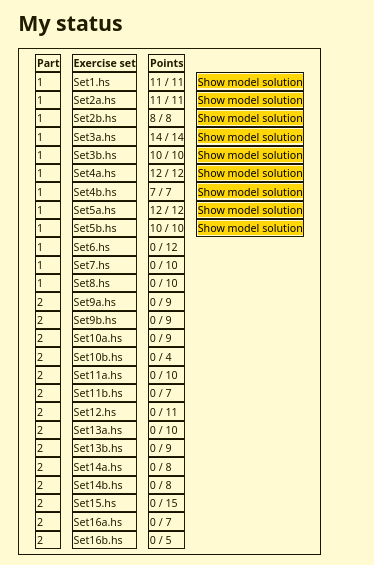 My status
Part Exercise set Points
1 Set1.hs 11 / 11 Show model solution
1 Set2a.hs 11 / 11 Show model solution
1 Set2b.hs 8 / 8 Show model solution
1 Set3a.hs 14 / 14 Show model solution
1 Set3b.hs 10 / 10 Show model solution
1 Set4a.hs 12 / 12 Show model solution
1 Set4b.hs 7 / 7 Show model solution
1 Set5a.hs 12 / 12 Show model solution
1 Set5b.hs 10 / 10 Show model solution
1 Set6.hs 0 / 12
1 Set7.hs 0 / 10
1 Set8.hs 0 / 10
2 Set9a.hs 0 / 9
2 Set9b.hs 0 / 9
2 Set10a.hs 0 / 9
2 Set10b.hs 0 / 4
2 Set11a.hs 0 / 10
2 Set11b.hs 0 / 7
2 Set12.hs 0 / 11
2 Set13a.hs 0 / 10
2 Set13b.hs 0 / 9
2 Set14a.hs 0 / 8
2 Set14b.hs 0 / 8
2 Set15.hs 0 / 15
2 Set16a.hs 0 / 7
2 Set16b.hs 0 / 5